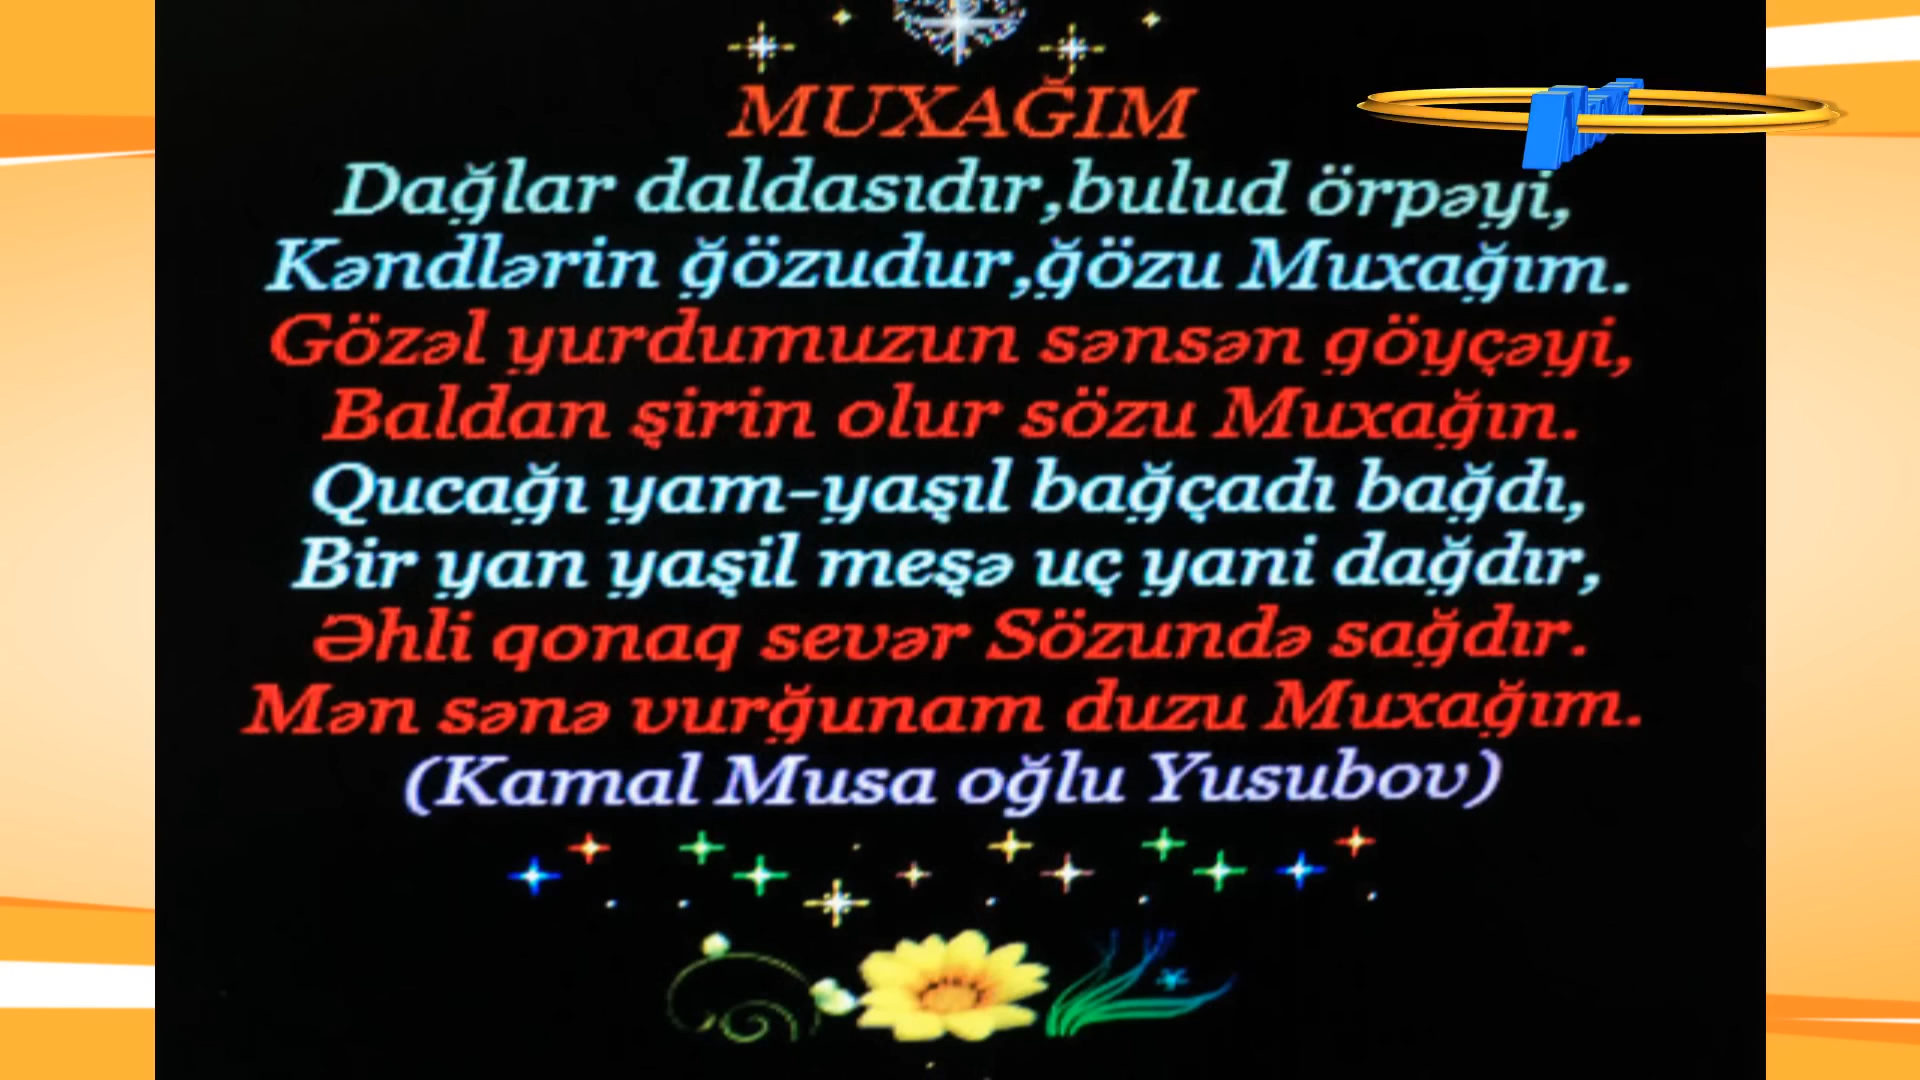 MUXAĞIM
Dağlar daldasıdır,bulud örpəyi,
Kəndlərin ğözudur,ğözu Muxağım.
Gözəl yurdumuzun sənsən göyçəyi,
Baldan şirin olur sözu Muxağın.
Qucağı yam-yaşıl bağçadı bağdı,
Bir yan yaşil meşə uç yani dağdır,
Əhli qonaq sevər Sözundə sağdır.
Mən sənə vurğunam duzu Muxağım.
(Kamal Musa oğlu Yusubov)